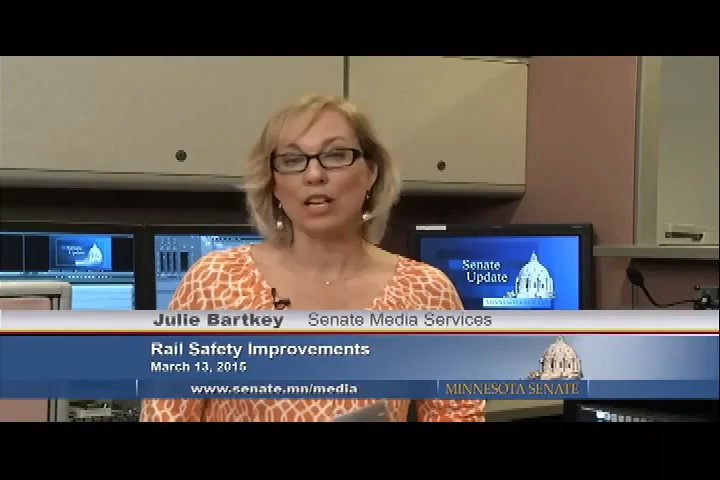 Senate
Update
MINNESOTA
Julie Bartkey Senate Media Services
Rail Safety Improvements
March 13, 2015
www.senate.mn/media
MINNESOTA SENATE